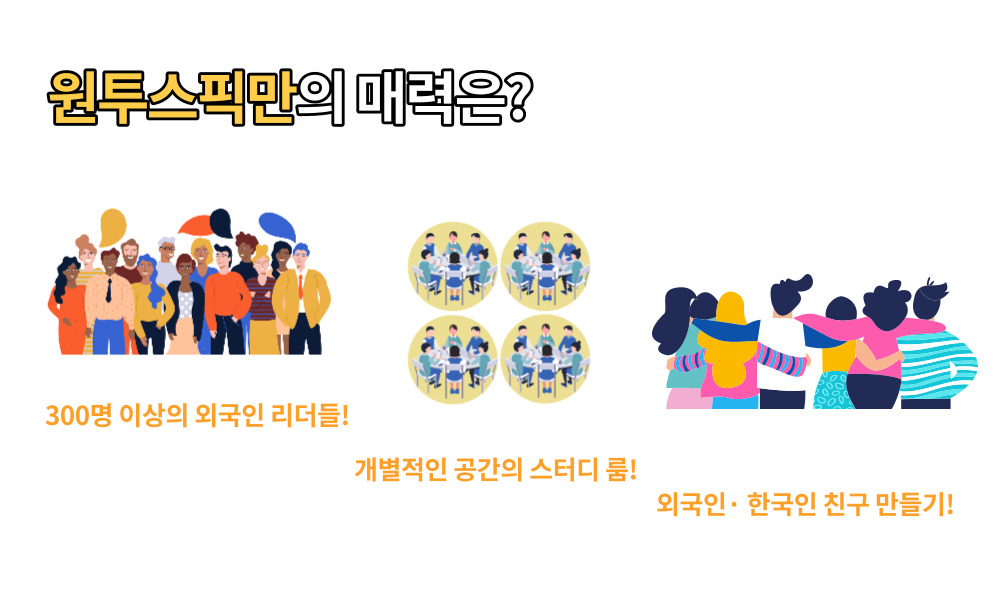 원투스픽만의 매력은?
300명 이상의 외국인 리더들!
개별적인 공간의 스터디 룸!
외국인· 한국인 친구 만들기!